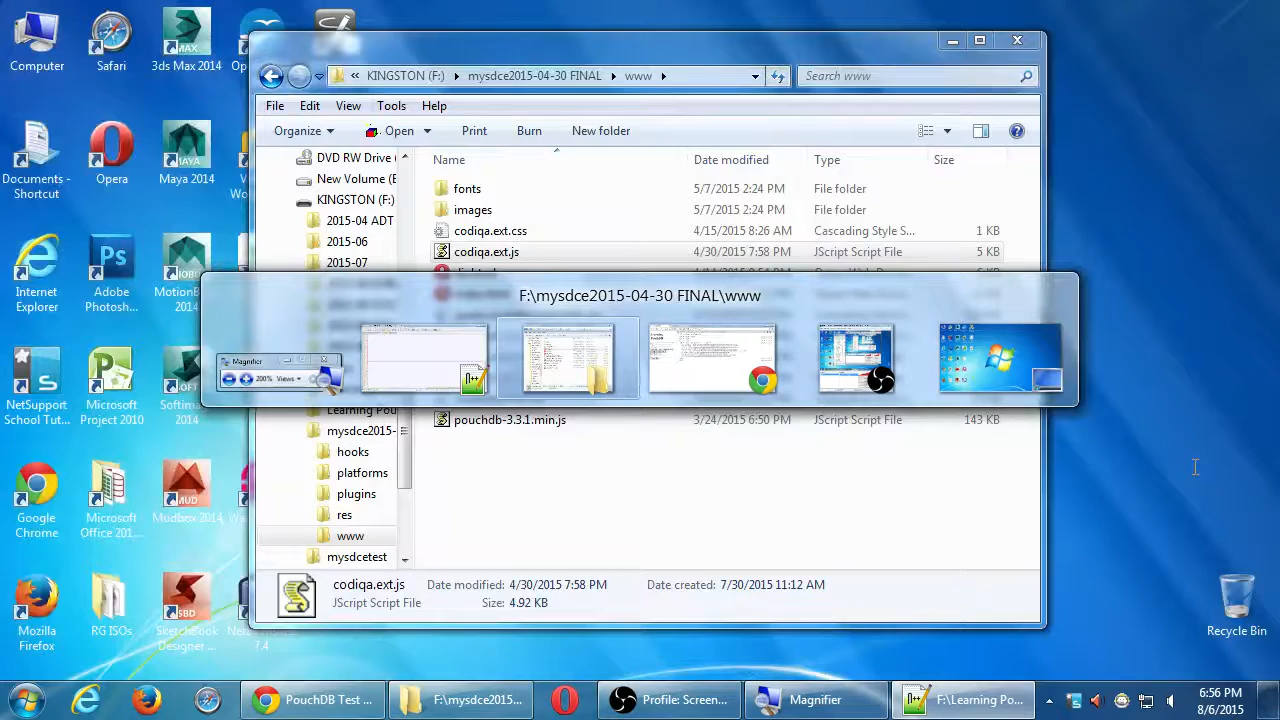 Computer
Safari
3ds Max 2014
Documents -
Shortcut
Opera
Maya 2014
Internet
Explorer
Adobe
Photosh...
2014
NetSupport
School Tut...
Microsoft
Project 2010
2014
Google
Chrome
Microsoft
Office 201...
Mudbox 2014
Mozilla
Firefox
RG ISOs
SketchBook
Designer ...
7.4
Recycle Bin
KINGSTON (F:)
mysdce2015-04-30 FINAL
www
Search www
File
Edit
View
Tools
Help
Organize
Open
Print
Burn
New folder
DVD RW Drive (
New Volume (E
KINGSTON (F:)
2015-04 ADT
2015-06
2015-07
mysdce2015-
hooks
platforms
plugins
res
www
mysdcetest
Name
Date modified
Type
Size
fonts 5/7/2015 2:24 PM File folder
images 5/7/2015 2:24 PM File folder
codiqa.ext.css 4/15/2015 8:26 AM Cascading Style S... 1 KB
codiqa.ext.js 4/30/2015 7:58 PM JScript Script File 5 KB
F:\mysdce2015-04-30 FINAL\www
Magnifier
200% Views
pouchdb-3.3.1.min.js 3/24/2015 6:50 PM JScript Script File 143 KB
codiqa.ext.js
JScript Script File
Date modified: 4/30/2015 7:58 PM
Size: 4.92 KB
Date created: 7/30/2015 11:12 AM
PouchDB Test ...
F:\mysdce2015...
Profile: Screen...
Magnifier
F:\Learning Po...
6:56 PM
8/6/2015